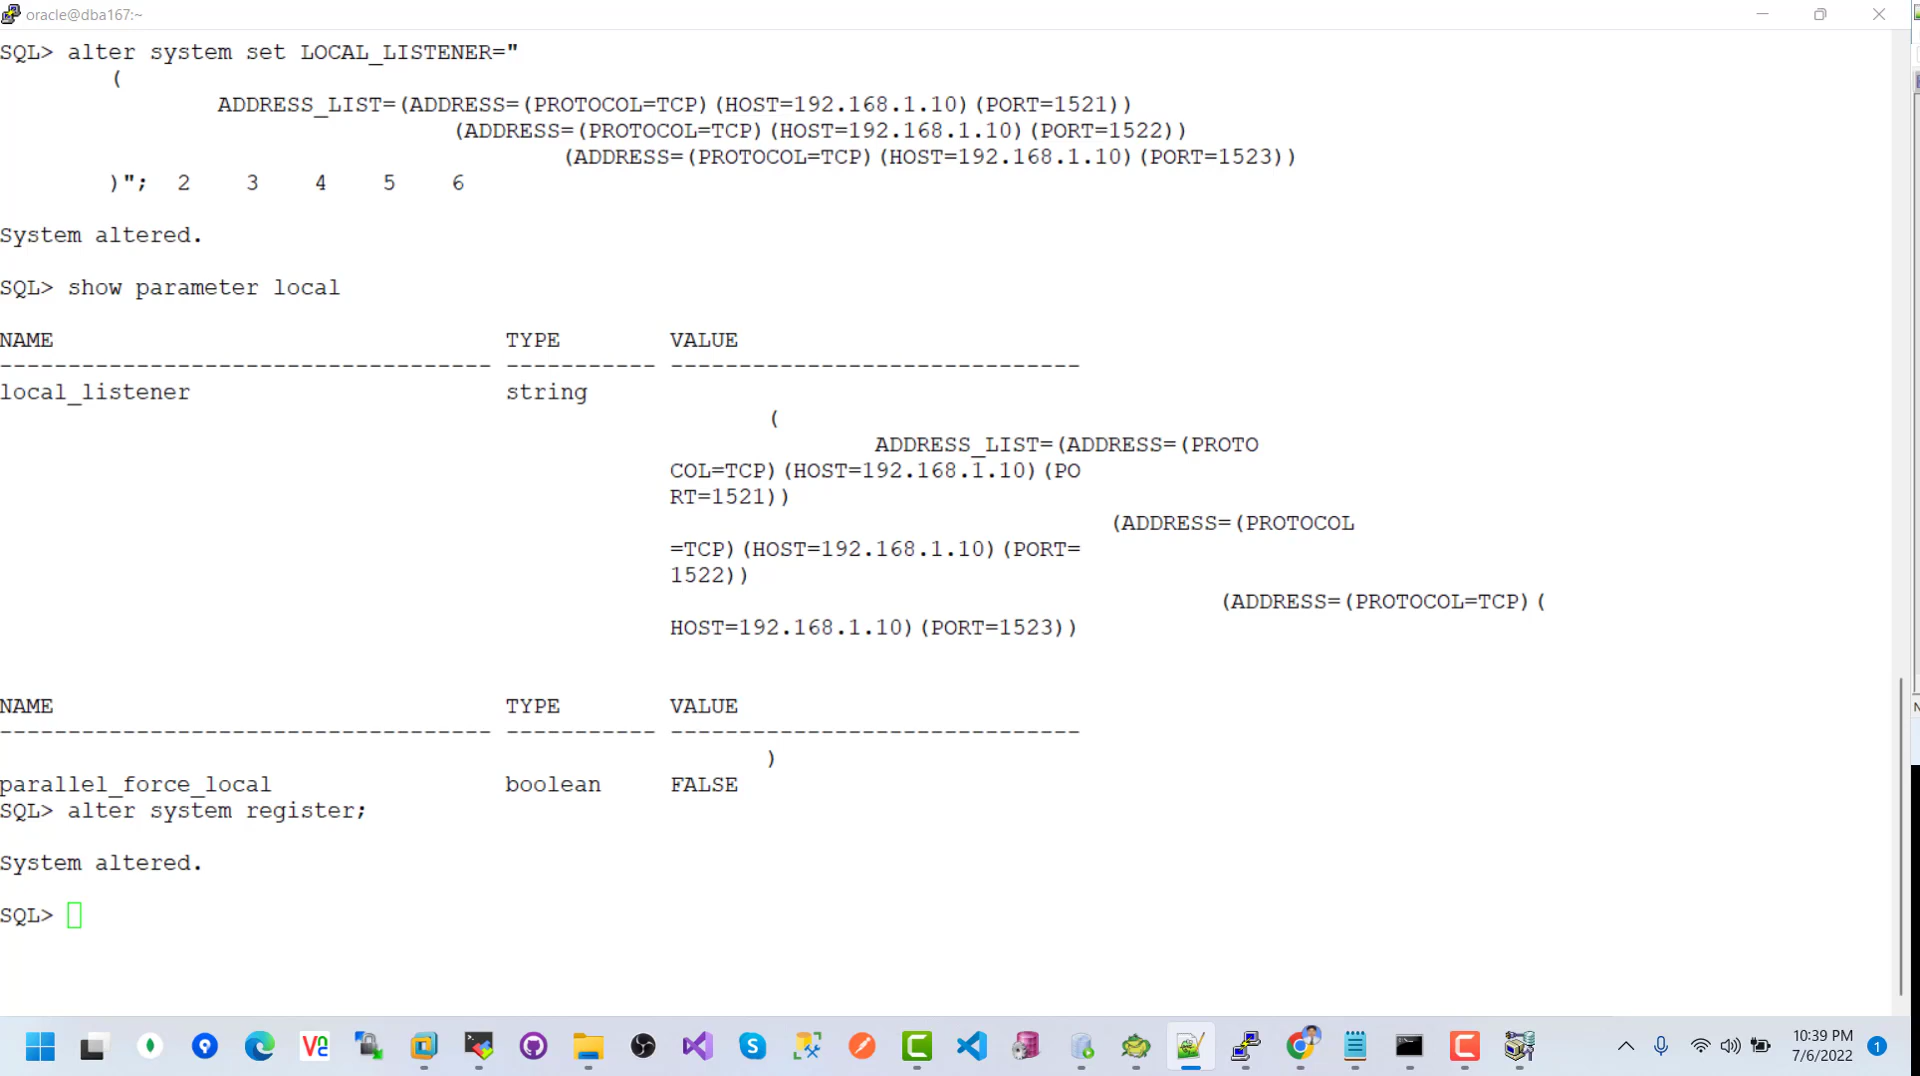 oracle@dba167:~
SQL> alter system set LOCAL_LISTENER="
(
ADDRESS_LIST=(ADDRESS=(PROTOCOL=TCP)(HOST=192.168.1.10)(PORT=1521))
(ADDRESS=(PROTOCOL=TCP)(HOST=192.168.1.10)(PORT=1522))
(ADDRESS=(PROTOCOL=TCP)(HOST=192.168.1.10)(PORT=1523))
)"; 2 3 4 5 6
System altered.
SQL> show parameter local
NAME TYPE VALUE
------------------------------------ ----------- ------------------------------
local_listener string
(
ADDRESS_LIST=(ADDRESS=(PROTO
COL=TCP)(HOST=192.168.1.10)(PO
RT=1521))
(ADDRESS=(PROTOCOL
=TCP)(HOST=192.168.1.10)(PORT=
1522))
(ADDRESS=(PROTOCOL=TCP)(
HOST=192.168.1.10)(PORT=1523))
NAME TYPE VALUE
------------------------------------ ----------- ------------------------------
)
parallel_force_local boolean FALSE
SQL> alter system register;
System altered.
SQL>
10:39 PM
7/6/2022
1